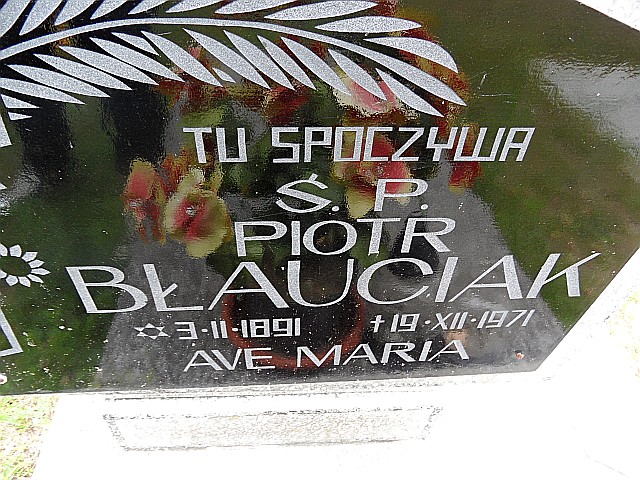 TU SPOCZYWA
Ś. P.
PIOTR
BŁAUCIAK
✡ 3·II·1891 †19·XII·1971
AVE MARIA